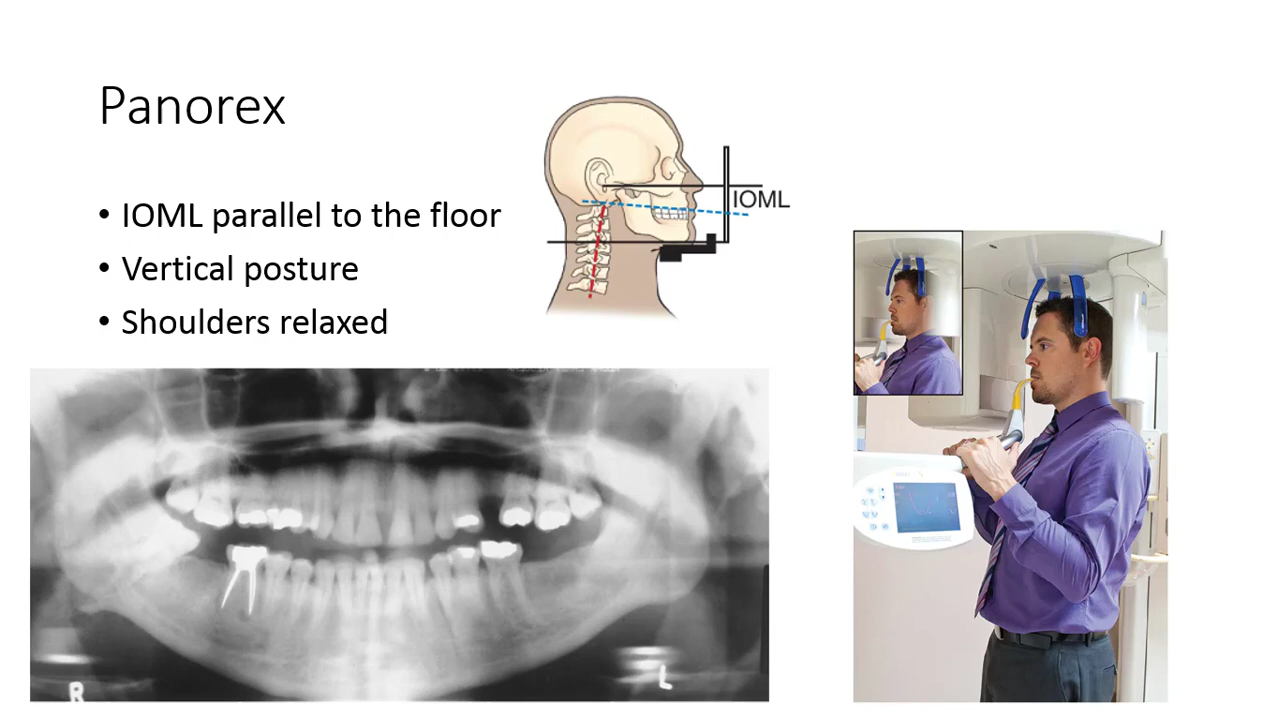 Panorex
IOML
• IOML parallel to the floor
• Vertical posture
• Shoulders relaxed
R
L